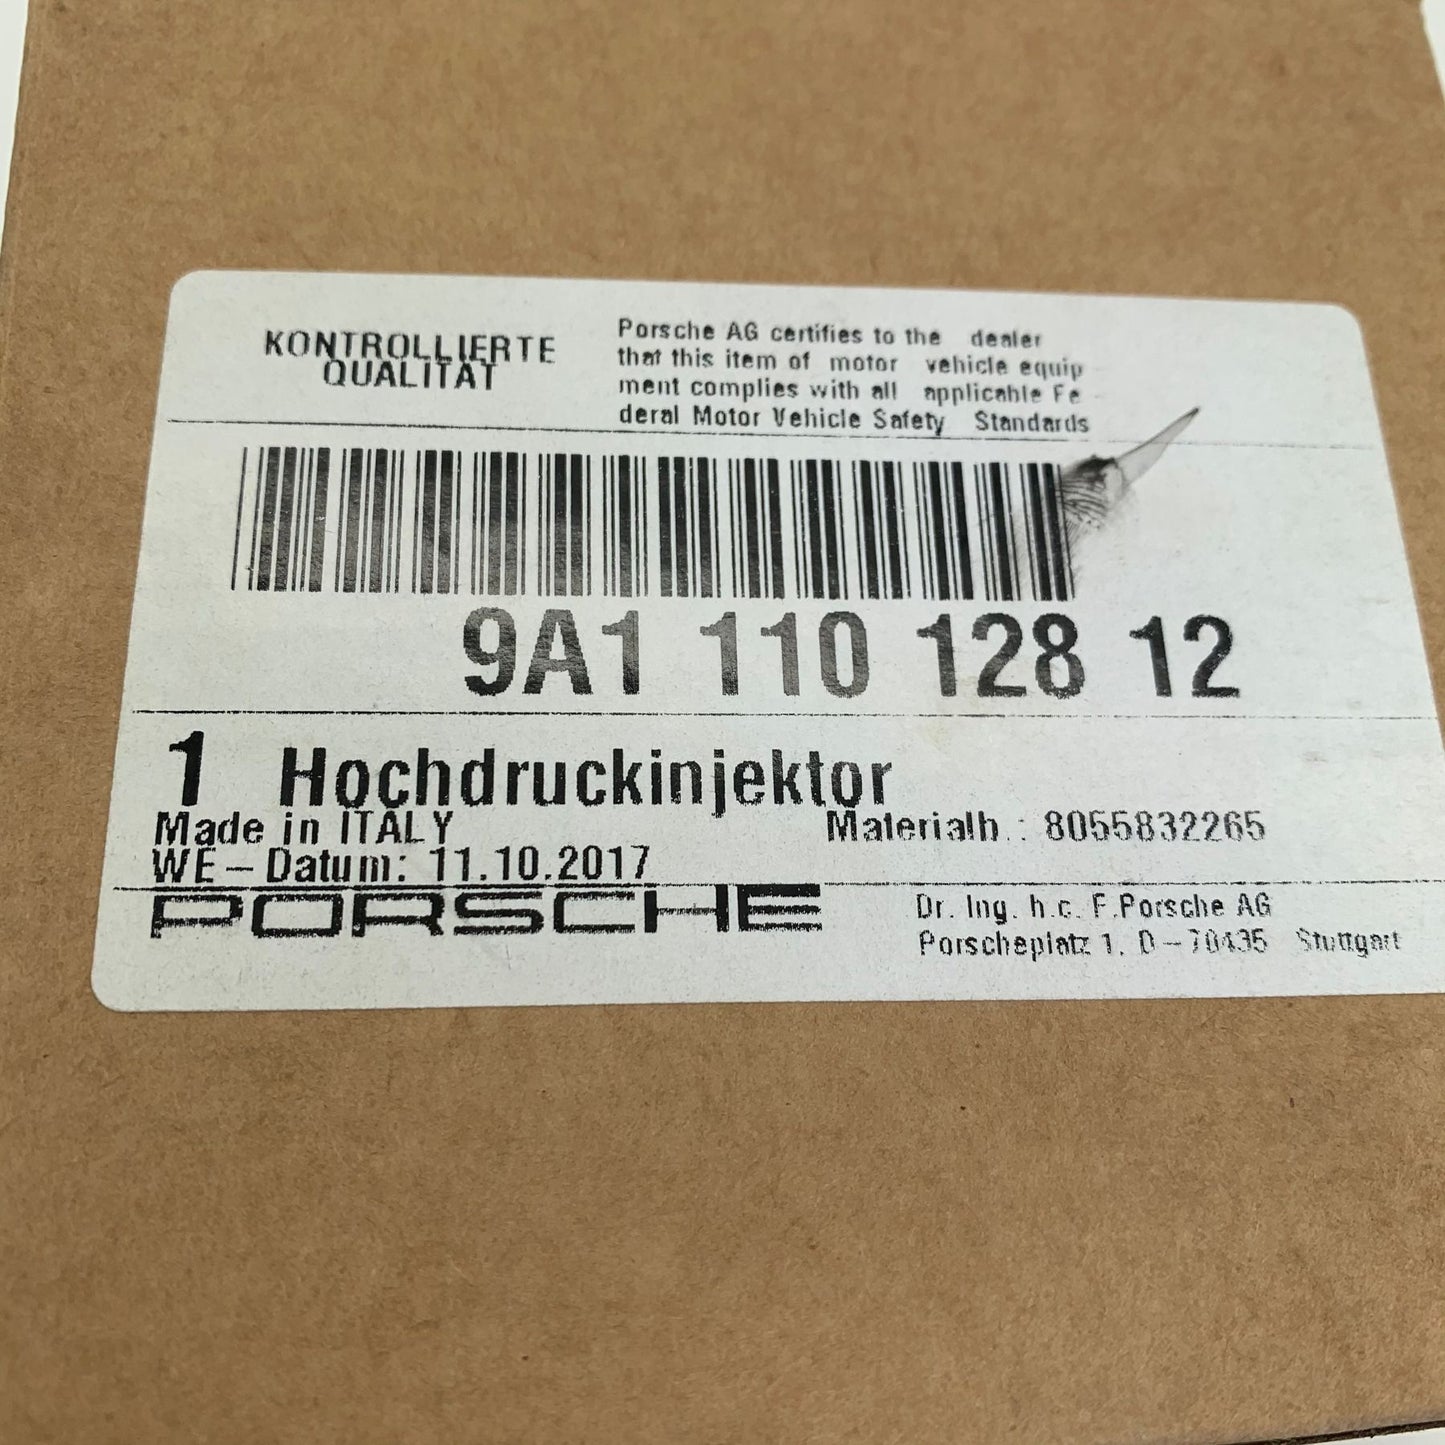 KONTROLLIERTE
QUALITAT
Porsche AG certifies to the dealer
that this item of motor vehicle equip
ment complies with all applicable Fe -
deral Motor Vehicle Safety Standards
9A1 110 128 12
1 Hochdruckinjektor
Made in ITALY
Materialh.: 8055832265
WE-Datum: 11.10.2017
PORSCHE
Dr. Ing. h.c. F.Porsche AG
Porscheplatz 1, D-70435 Stuttgart